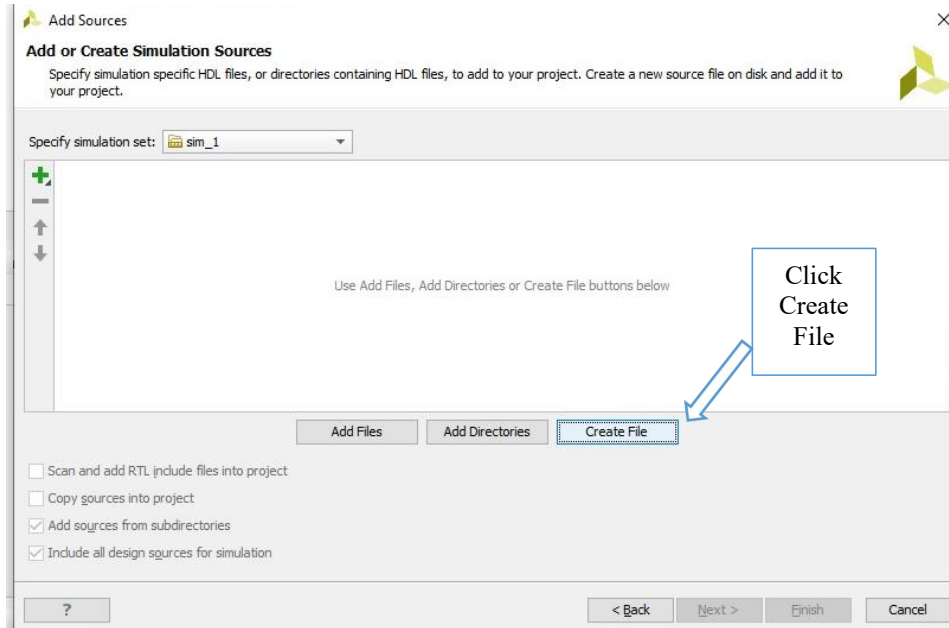 Add Sources
Add or Create Simulation Sources
Specify simulation specific HDL files, or directories containing HDL files, to add to your project. Create a new source file on disk and add it to
your project.
Specify simulation set: sim_1
Use Add Files, Add Directories or Create File buttons below
Click
Create
File
Add Files Add Directories Create File
Scan and add RTL include files into project
Copy sources into project
Add sources from subdirectories
Include all design sources for simulation
? < Back Next > Finish Cancel